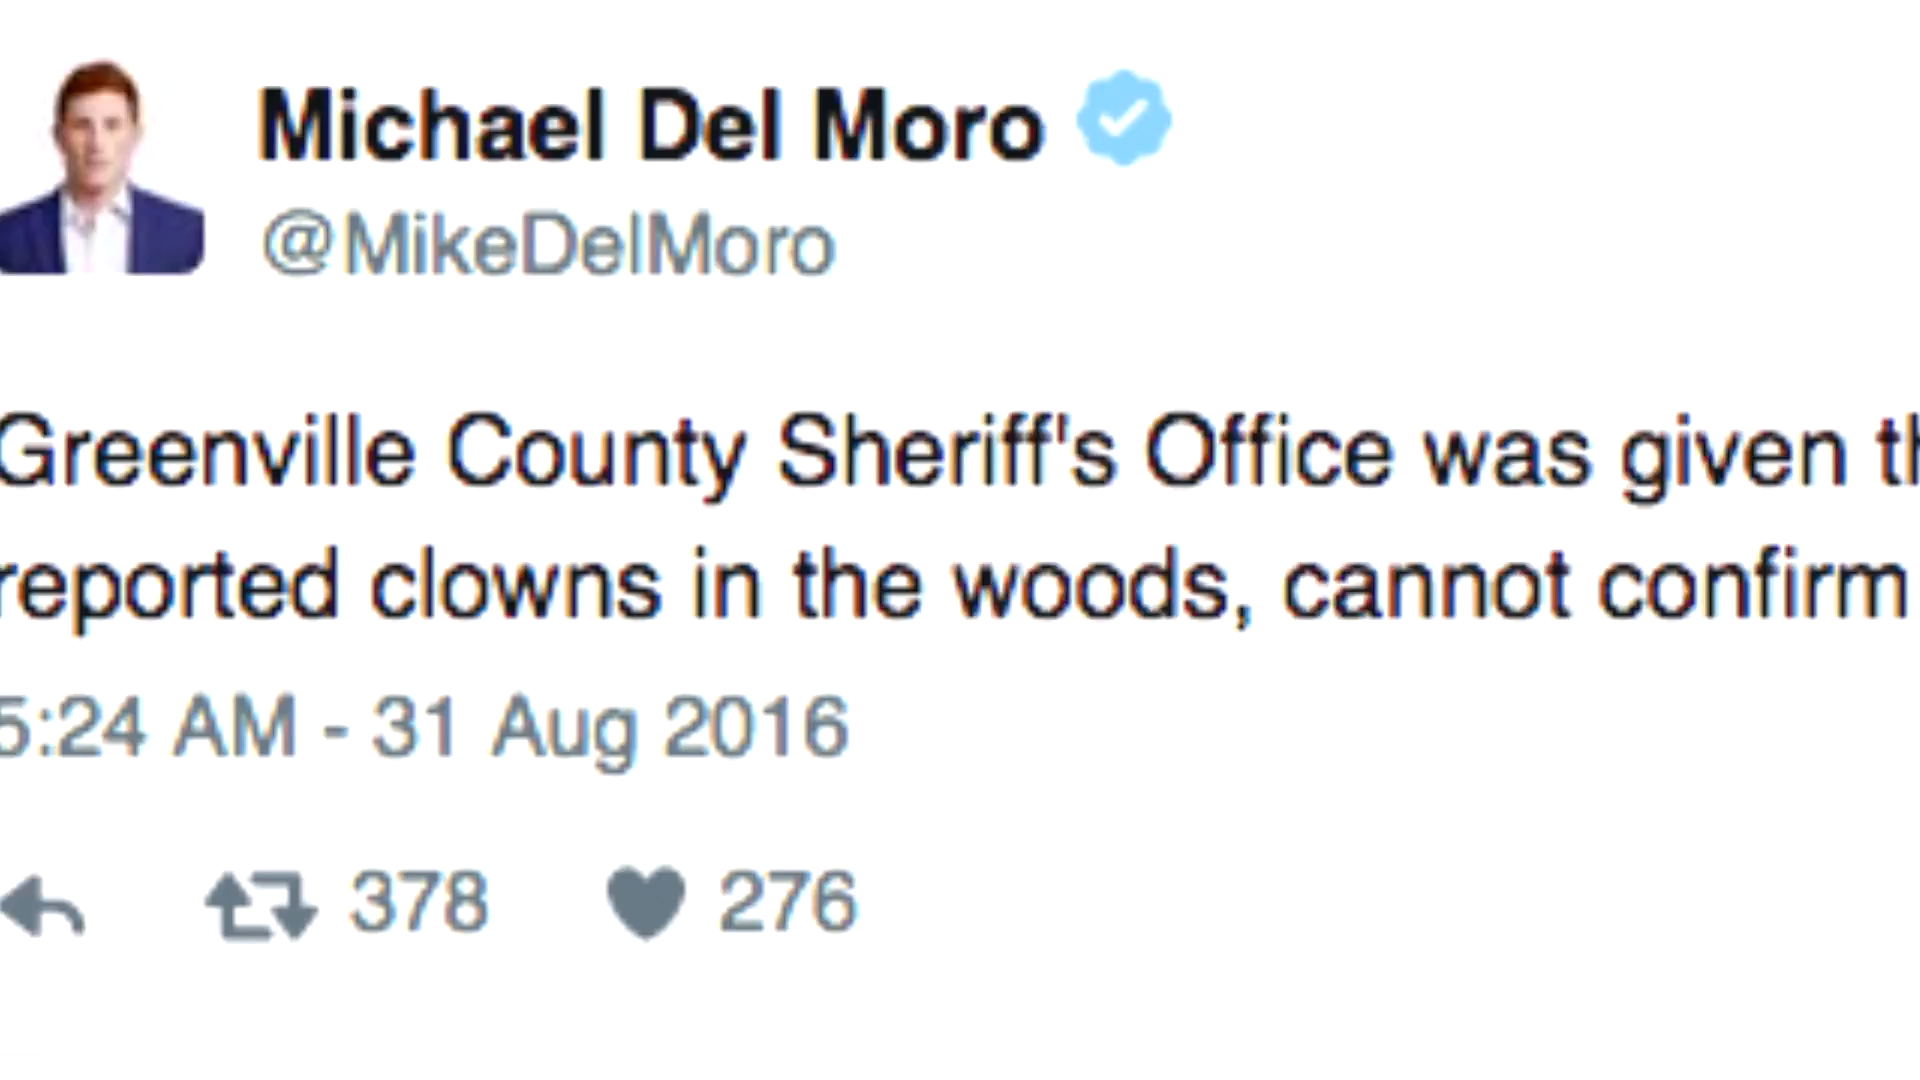 Michael Del Moro
@MikeDelMoro
Greenville County Sheriff's Office was given
reported clowns in the woods, cannot confirm
5:24 AM - 31 Aug 2016
378 276